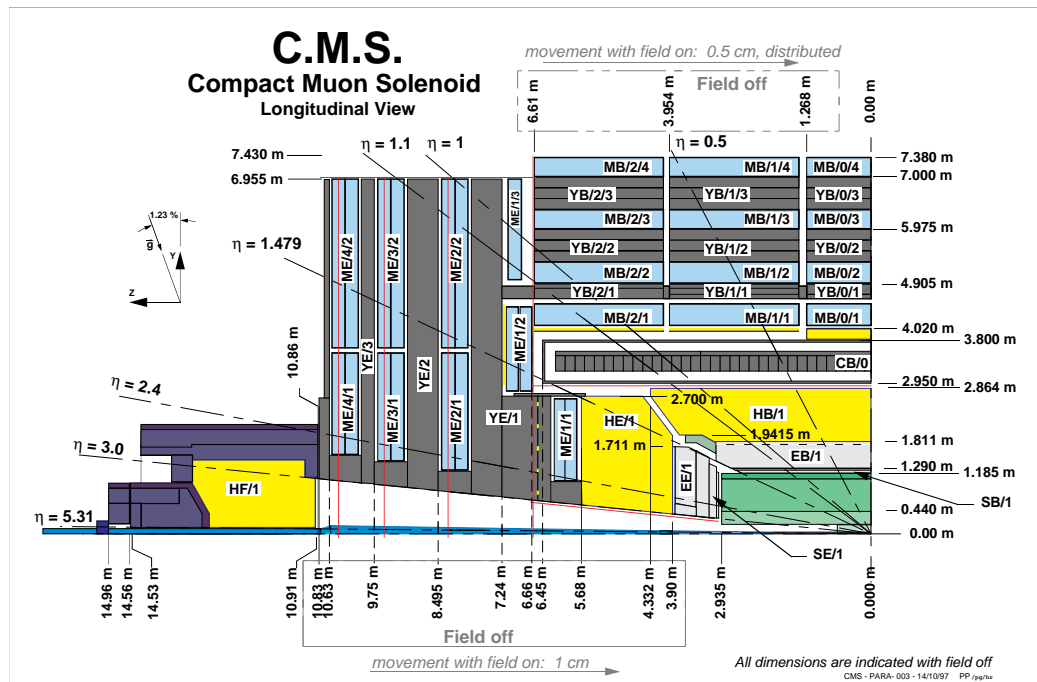 C.M.S.
Compact Muon Solenoid
Longitudinal View
movement with field on: 0.5 cm, distributed
Field off
6.61 m
3.954 m
1.268 m
0.00 m
η = 1.1
η = 1
η = 0.5
7.430 m
6.955 m
7.380 m
7.000 m
5.975 m
4.905 m
4.020 m
3.800 m
2.950 m
2.864 m
1.811 m
1.290 m
1.185 m
0.440 m
0.00 m
MB/2/4
MB/1/4
MB/0/4
YB/2/3
YB/1/3
YB/0/3
MB/2/3
MB/1/3
MB/0/3
YB/2/2
YB/1/2
YB/0/2
MB/2/2
MB/1/2
MB/0/2
YB/2/1
YB/1/1
YB/0/1
MB/2/1
MB/1/1
MB/0/1
CB/0
1.23 %
g
Y
Z
η = 1.479
ME/4/2
ME/3/2
ME/2/2
ME/1/3
ME/1/2
10.86 m
YE/3
YE/2
YE/1
ME/4/1
ME/3/1
ME/2/1
ME/1/1
η = 2.4
η = 3.0
η = 5.31
HF/1
HE/1
2.700 m
HB/1
1.711 m
1.9415 m
EB/1
EE/1
SB/1
SE/1
14.96 m
14.56 m
14.53 m
10.91 m
10.83 m
10.63 m
9.75 m
8.495 m
7.24 m
6.66 m
6.45 m
5.68 m
4.332 m
3.90 m
2.935 m
0.000 m
Field off
movement with field on: 1 cm
All dimensions are indicated with field off
CMS - PARA- 003 - 14/10/97 PP /pg/hr